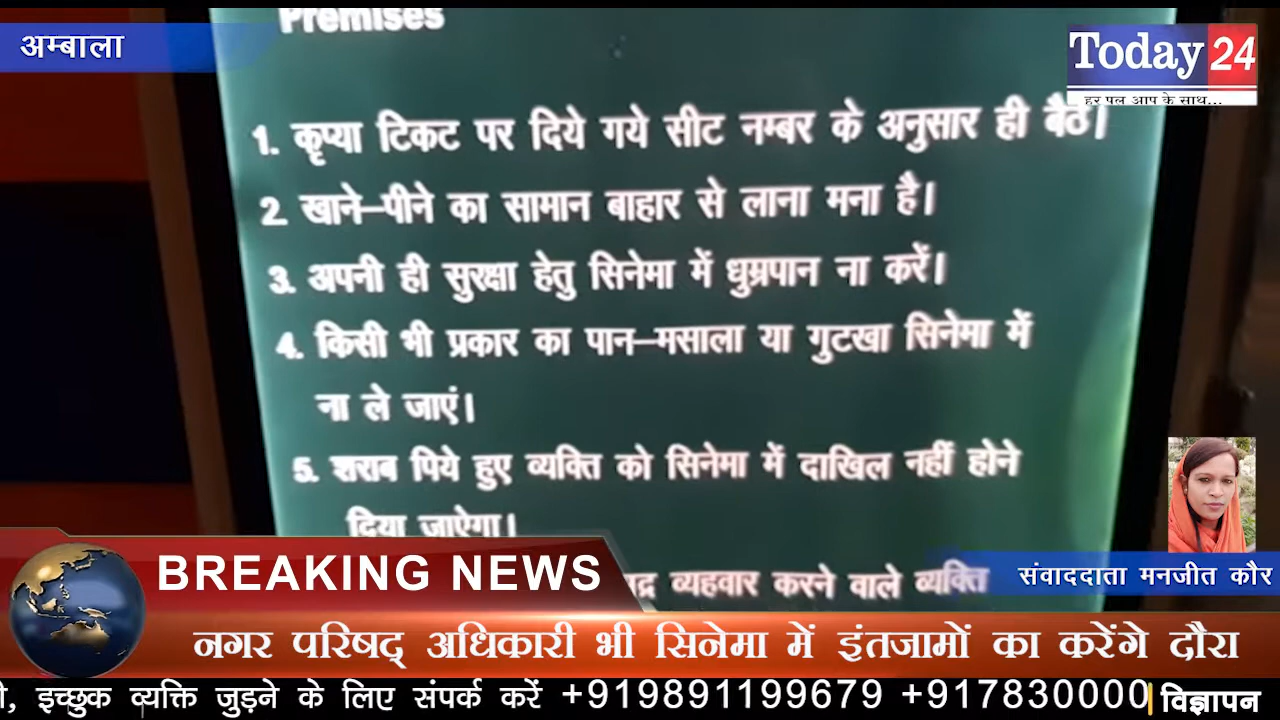 Premises
अम्बाला
Today 24
हर पल आप के साथ...
1. कृप्या टिकट पर दिये गये सीट नम्बर के अनुसार ही बैठें।
2. खाने-पीने का सामान बाहार से लाना मना है।
3. अपनी ही सुरक्षा हेतु सिनेमा में धुम्रपान ना करें।
4. किसी भी प्रकार का पान-मसाला या गुटखा सिनेमा में
ना ले जाएं।
5. शराब पिये हुए व्यक्ति को सिनेमा में दाखिल नहीं होने
दिया जाऐगा।
व्यहवार करने वाले व्यक्ति
संवाददाता मनजीत कौर
BREAKING NEWS
नगर परिषद् अधिकारी भी सिनेमा में इंतजामों का करेंगे दौरा
इच्छुक व्यक्ति जुड़ने के लिए संपर्क करें +919891199679 +917830000
विज्ञापन